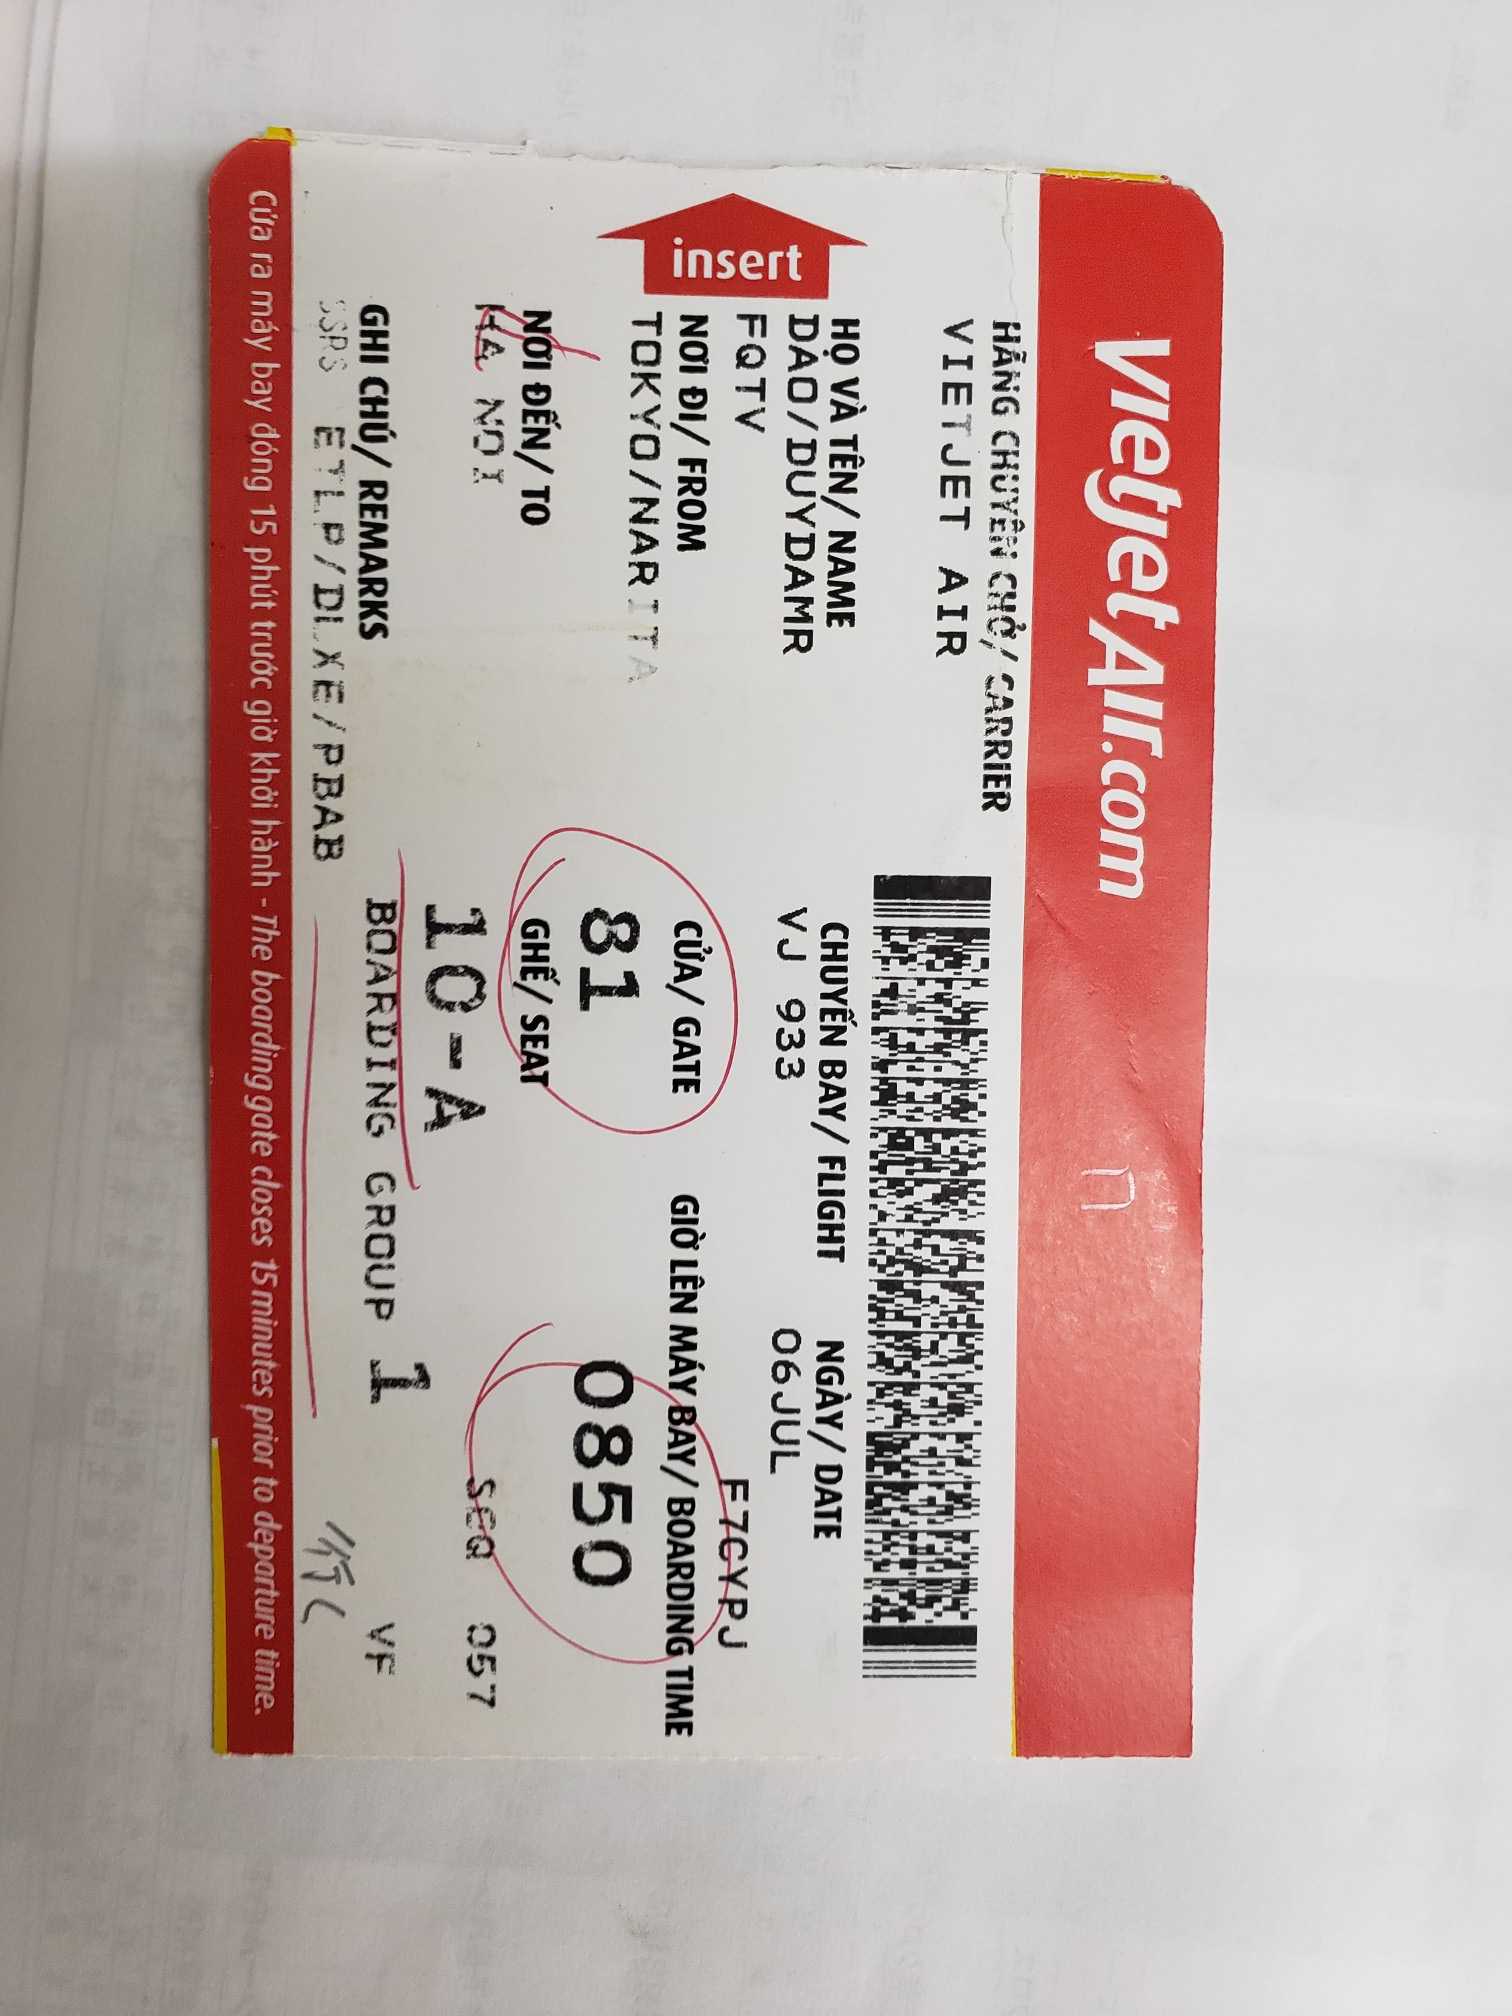 vietjetAir.com
HÃNG CHUYÊN CHỞ/ CARRIER
VIETJET AIR
HỌ VÀ TÊN/ NAME
DAO/DUYDAMR
FQTV
CHUYẾN BAY/ FLIGHT
VJ 933
NGÀY/ DATE
06JUL
F7CYPJ
insert
NƠI ĐI/ FROM
TOKYO/NARITA
CỬA/ GATE
81
GIỜ LÊN MÁY BAY/ BOARDING TIME
0850
NƠI ĐẾN/ TO
HA NOI
GHẾ/ SEAT
10-A
SEQ 057
GHI CHÚ/ REMARKS
BOARDING GROUP 1 VF
SSRS ETLP/DLXE/PBAB
Cửa ra máy bay đóng 15 phút trước giờ khởi hành - The boarding gate closes 15 minutes prior to departure time.